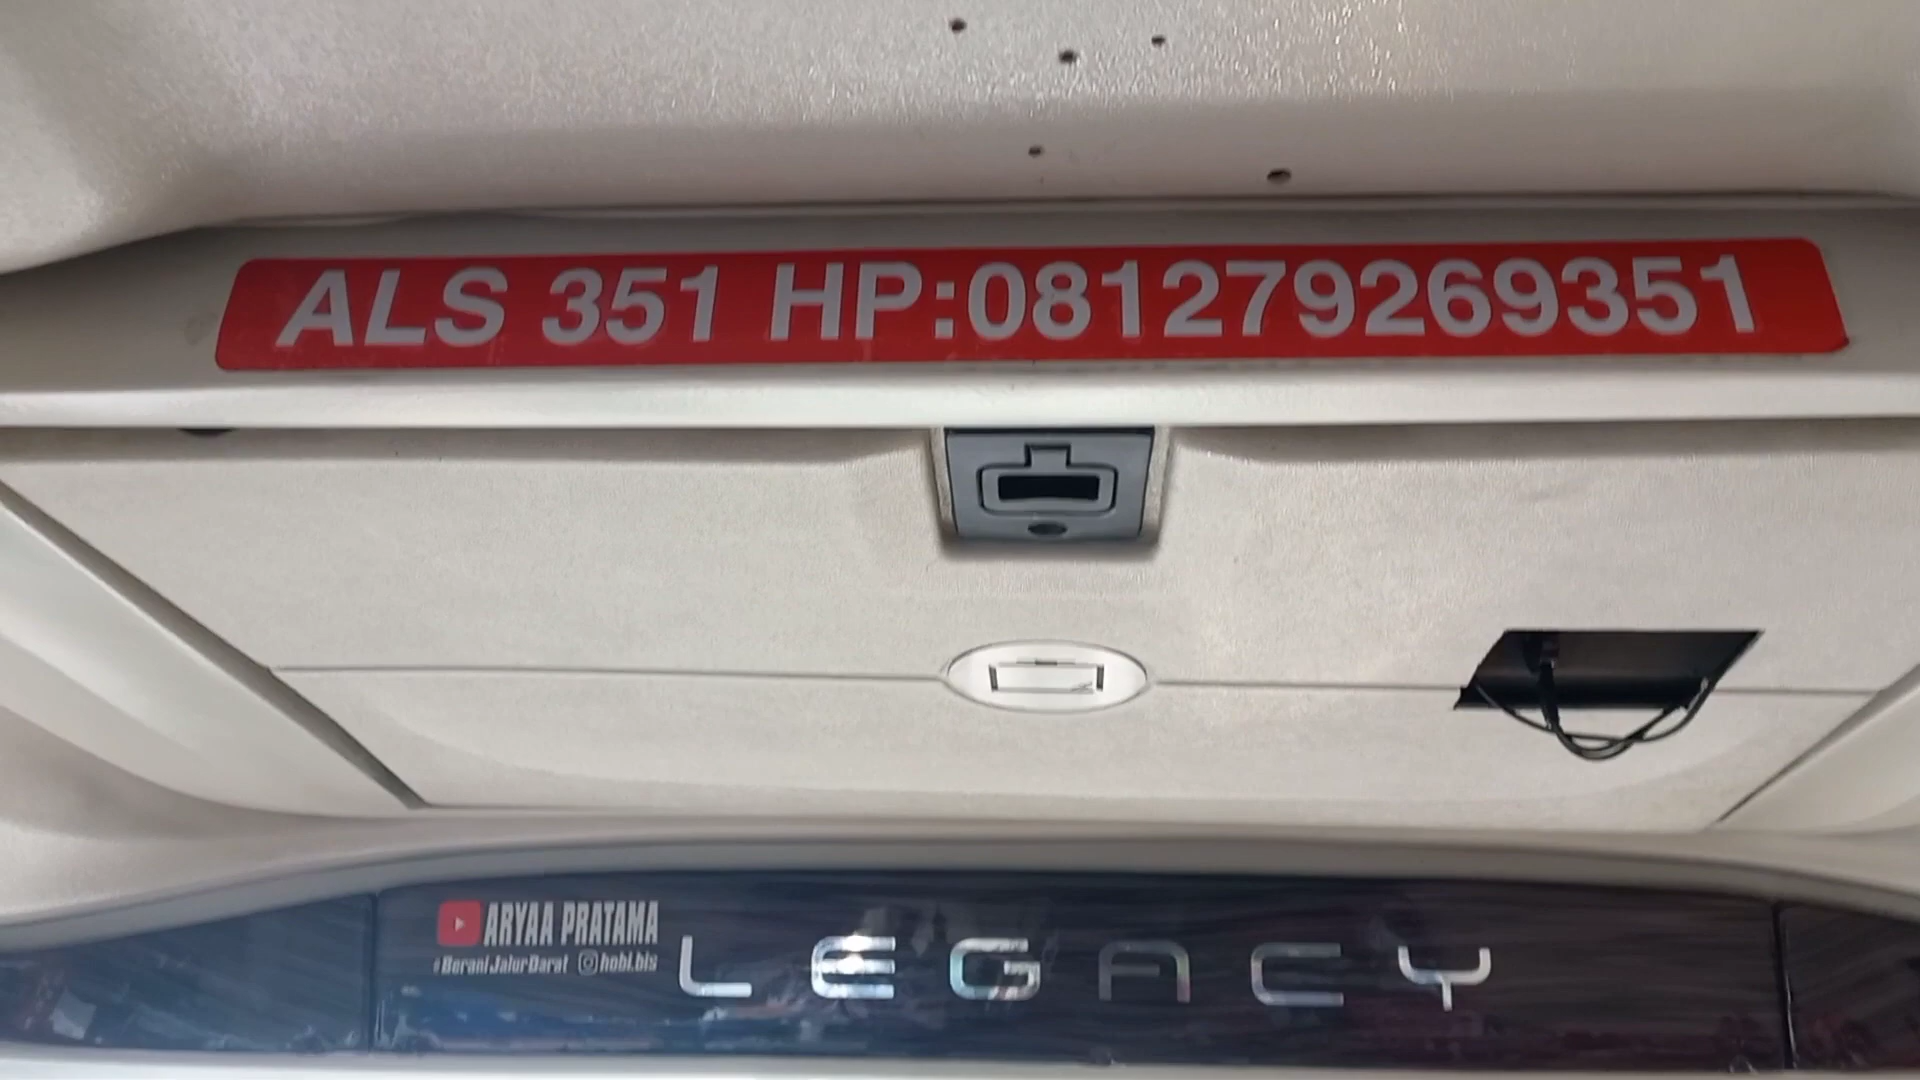 ALS 351 HP:081279269351
ARYAA PRATAMA
#BeraniJalurDarat hobi.bis
LEGACY